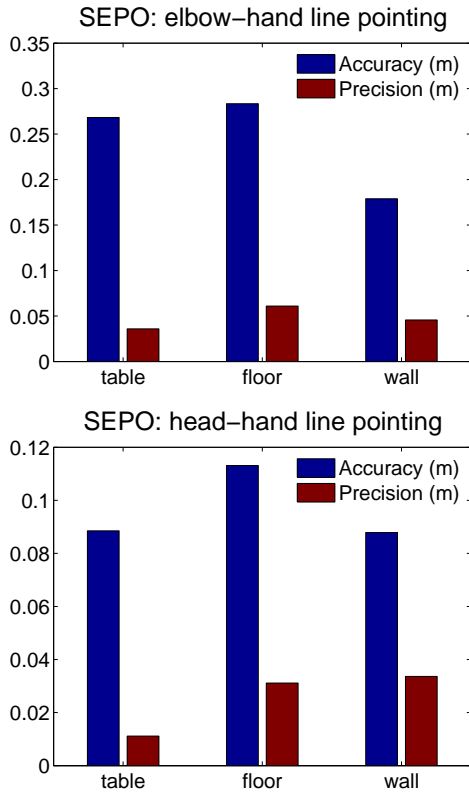 SEPO: elbow−hand line pointing
0.35
0.3
0.25
0.2
0.15
0.1
0.05
0
Accuracy (m)
Precision (m)
table floor wall
SEPO: head−hand line pointing
0.12
0.1
0.08
0.06
0.04
0.02
0
Accuracy (m)
Precision (m)
table floor wall